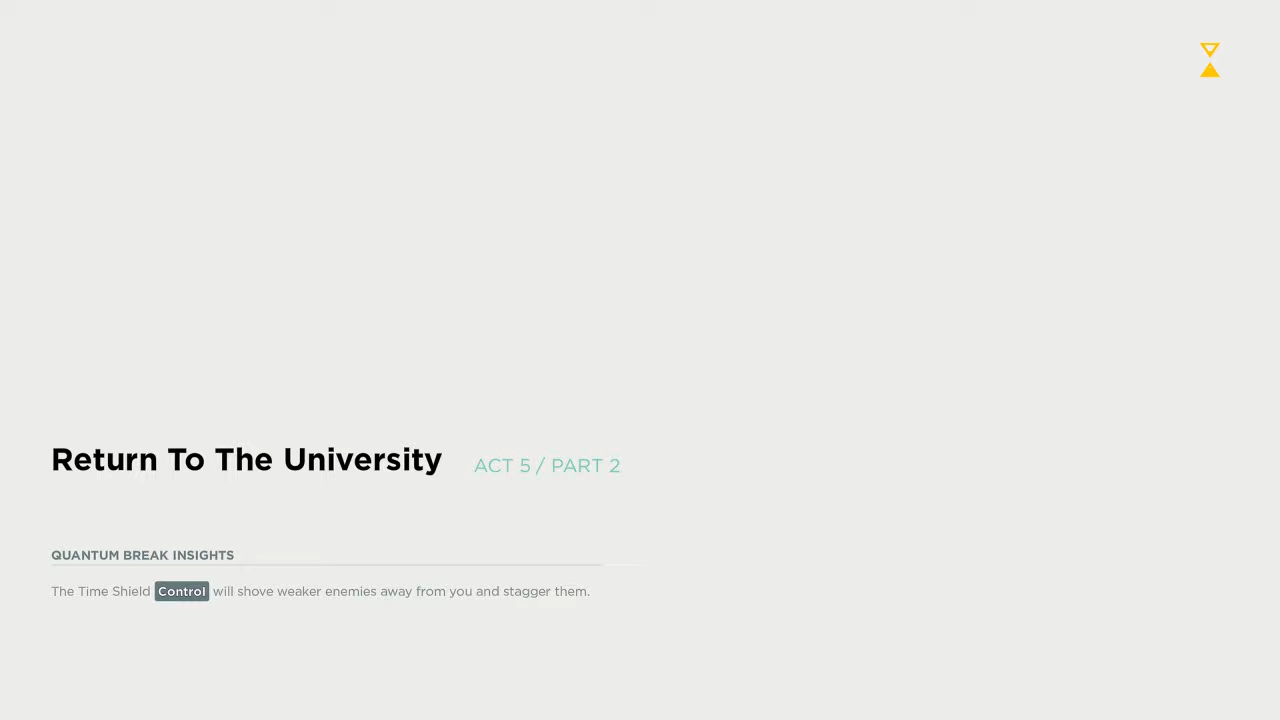 Return To The University ACT 5 / PART 2
QUANTUM BREAK INSIGHTS
The Time Shield Control will shove weaker enemies away from you and stagger them.